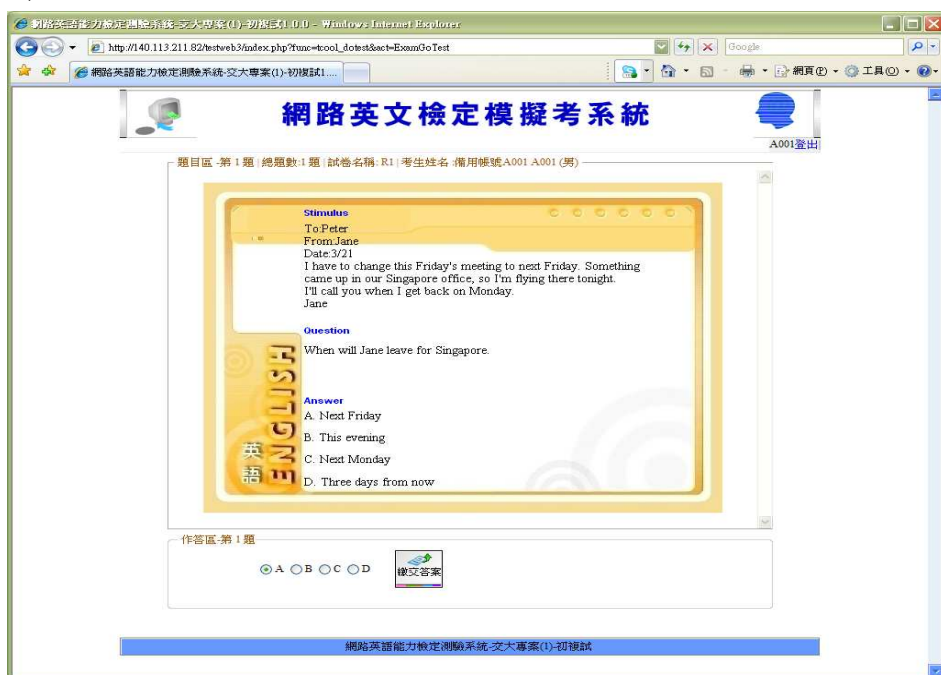 網路英語能力檢定測驗系統-交大專案(1)-初複試1.0.0 - Windows Internet Explorer
http://140.113.211.82/testweb3/index.php?func=tcool_dotest&act=ExamGoTest
Google
網路英語能力檢定測驗系統-交大專案(1)-初複試1....
網頁(P)
工具(O)
網路英文檢定模擬考系統
A001登出
題目區 -第 1 題 | 總題數:1 題 | 試卷名稱: R1 | 考生姓名 :備用帳號A001 A001 (男)
Stimulus
To:Peter
From:Jane
Date:3/21
I have to change this Friday's meeting to next Friday. Something
came up in our Singapore office, so I'm flying there tonight.
I'll call you when I get back on Monday.
Jane
Question
When will Jane leave for Singapore.
Answer
A. Next Friday
B. This evening
C. Next Monday
D. Three days from now
英語
ENGLISH
作答區-第 1 題
A B C D
繳交答案
網路英語能力檢定測驗系統-交大專案(1)-初複試